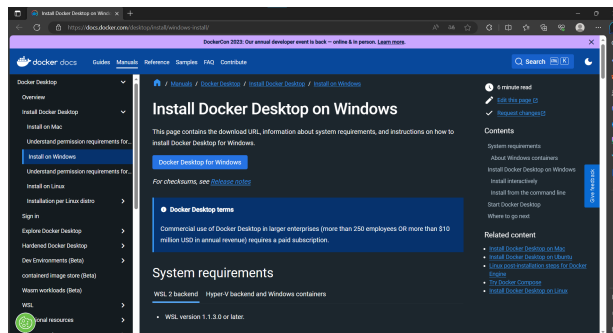 Install Docker Desktop on Windo
https://docs.docker.com/desktop/install/windows-install/
DockerCon 2023: Our annual developer event is back — online & in person. Learn more.
docker docs
Guides
Manuals
Reference
Samples
FAQ
Contribute
Search
K
Docker Desktop
Overview
Install Docker Desktop
Install on Mac
Understand permission requirements for...
Install on Windows
Understand permission requirements for...
Install on Linux
Installation per Linux distro
Sign in
Explore Docker Desktop
Hardened Docker Desktop
Dev Environments (Beta)
containerd image store (Beta)
Wasm workloads (Beta)
WSL
onal resources
/ Manuals / Docker Desktop / Install Docker Desktop / Install on Windows
Install Docker Desktop on Windows
This page contains the download URL, information about system requirements, and instructions on how to
install Docker Desktop for Windows.
Docker Desktop for Windows
For checksums, see Release notes
Docker Desktop terms
Commercial use of Docker Desktop in larger enterprises (more than 250 employees OR more than $10
million USD in annual revenue) requires a paid subscription.
System requirements
WSL 2 backend
Hyper-V backend and Windows containers
• WSL version 1.1.3.0 or later.
6 minute read
Edit this page
Request changes
Contents
System requirements
About Windows containers
Install Docker Desktop on Windows
Install interactively
Install from the command line
Start Docker Desktop
Where to go next
Related content
• Install Docker Desktop on Mac
• Install Docker Desktop on Ubuntu
• Linux post-installation steps for Docker
Engine
• Try Docker Compose
• Install Docker Desktop on Linux
Give feedback